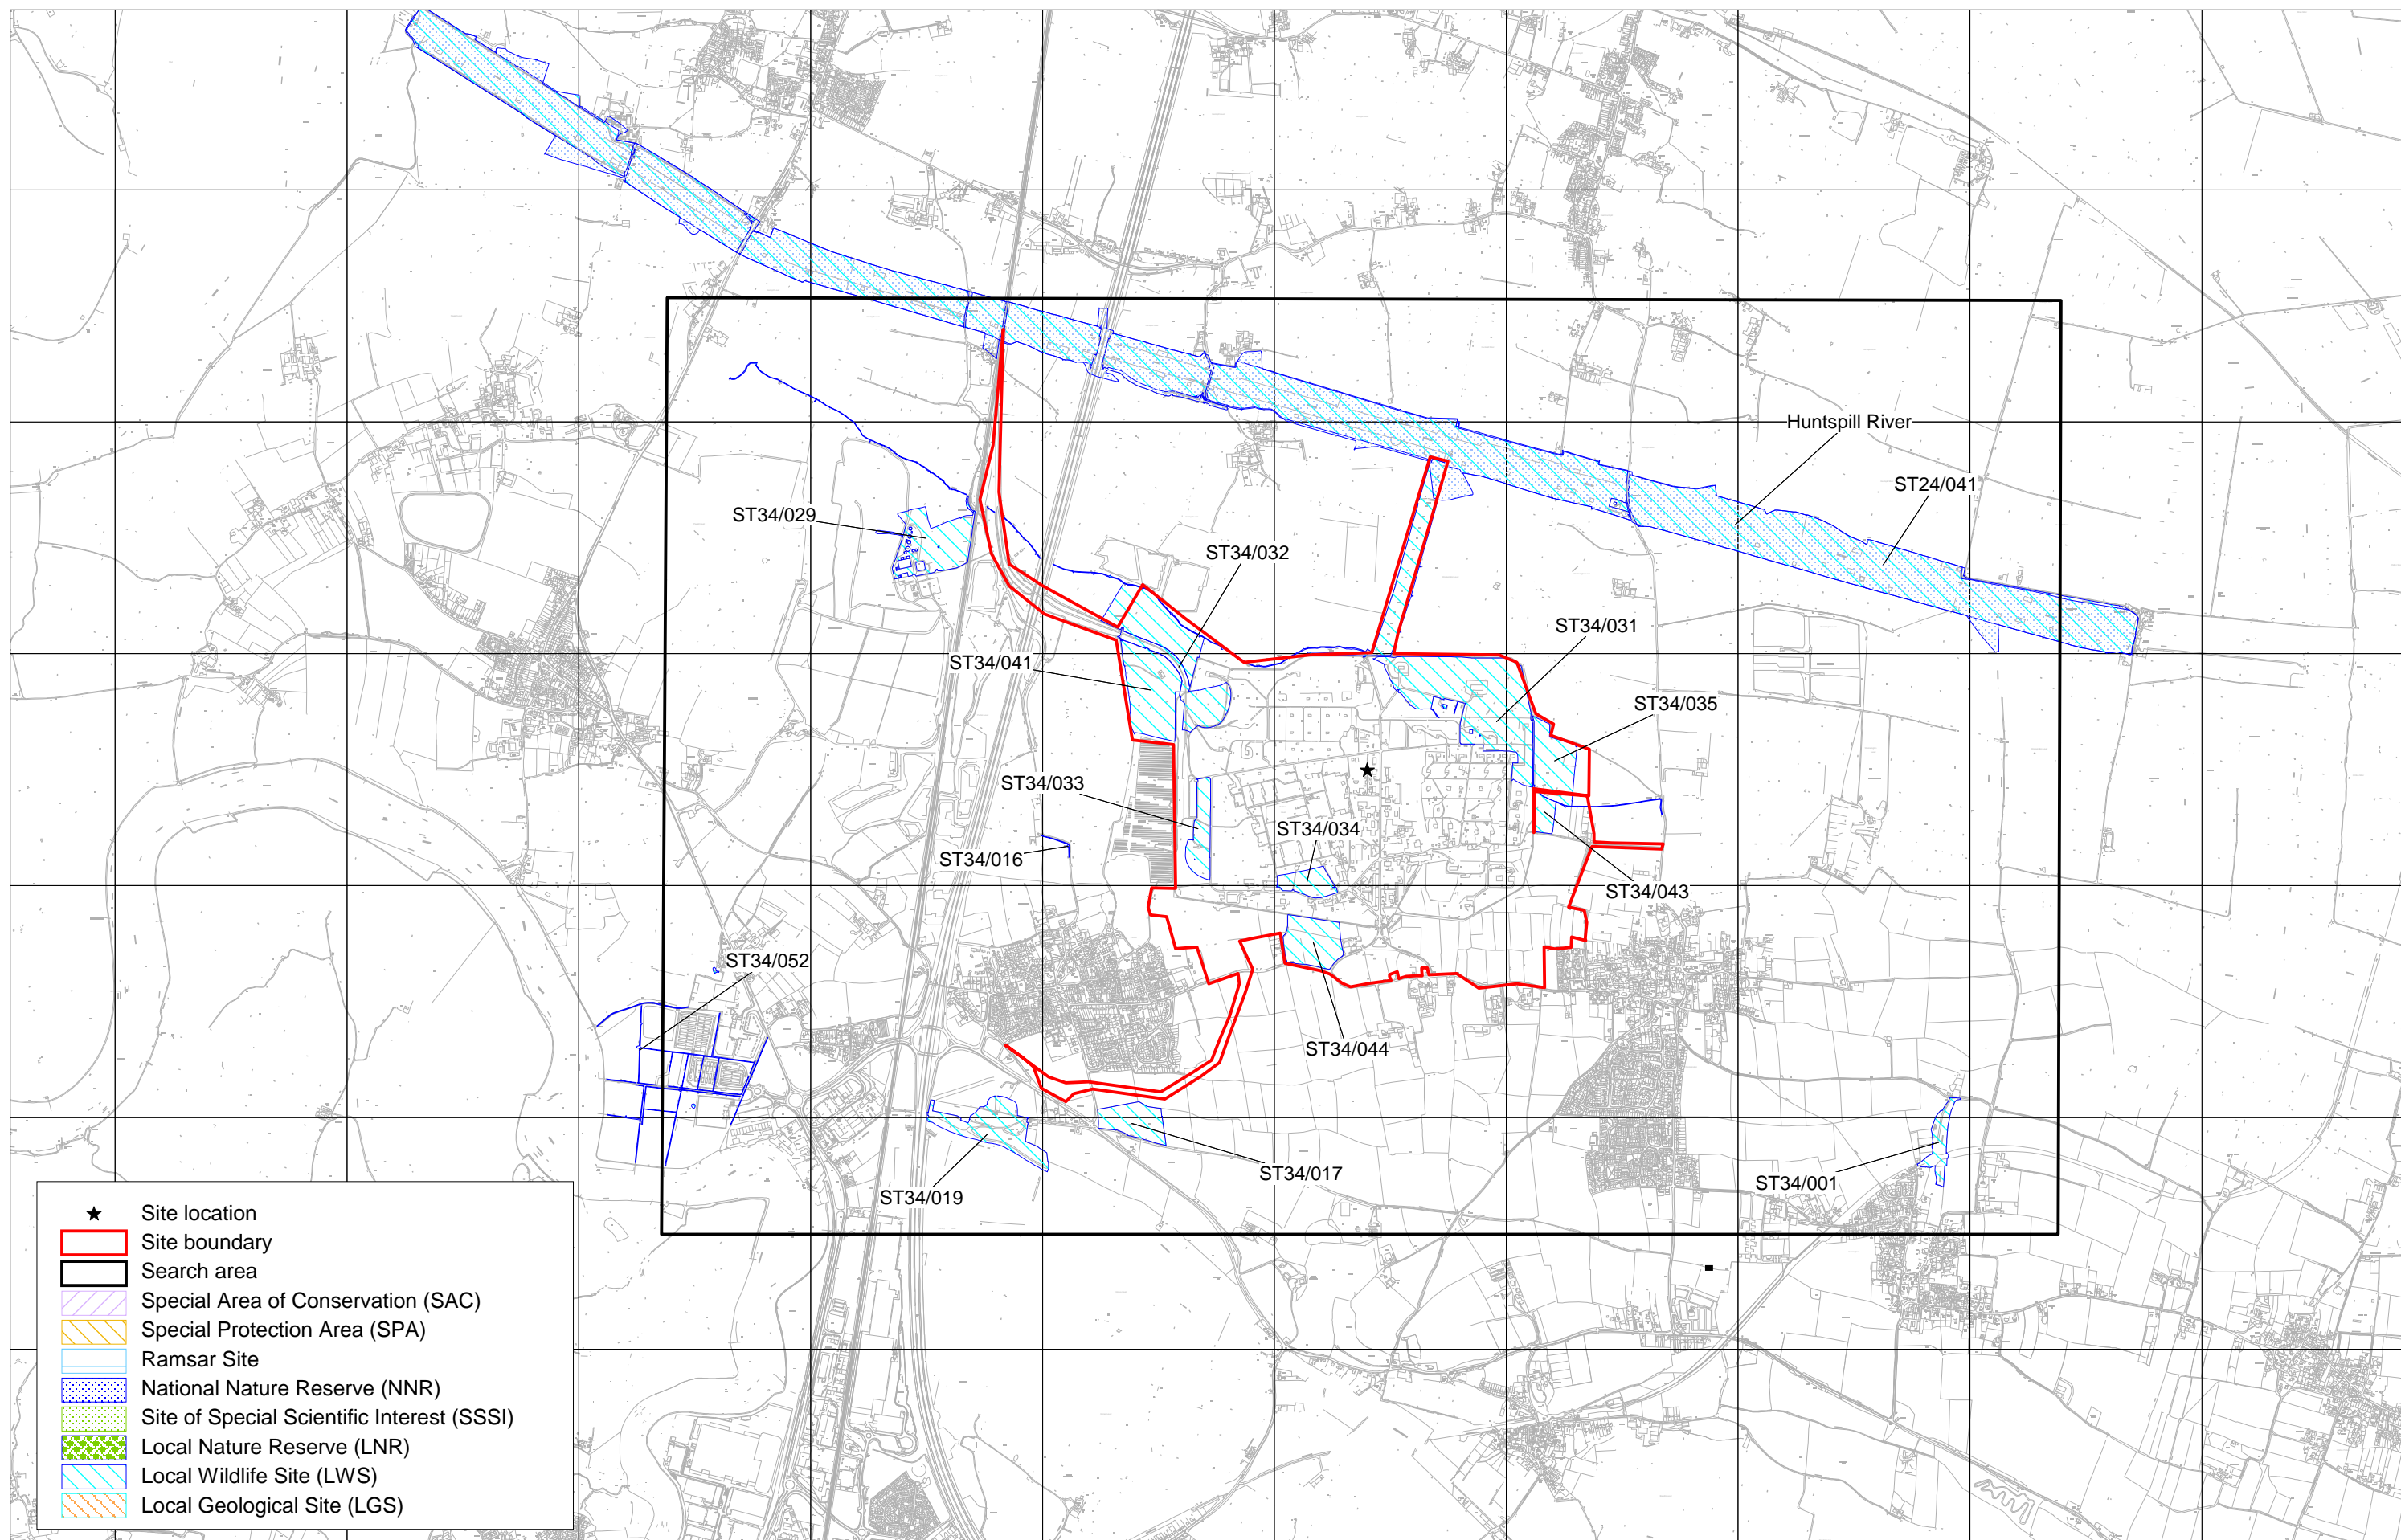 Huntspill River
ST24/041
ST34/029
ST34/032
ST34/031
ST34/041
ST34/035
ST34/033
ST34/034
ST34/016
ST34/043
ST34/052
ST34/044
ST34/017
ST34/001
ST34/019
Site location
Site boundary
Search area
Special Area of Conservation (SAC)
Special Protection Area (SPA)
Ramsar Site
National Nature Reserve (NNR)
Site of Special Scientific Interest (SSSI)
Local Nature Reserve (LNR)
Local Wildlife Site (LWS)
Local Geological Site (LGS)